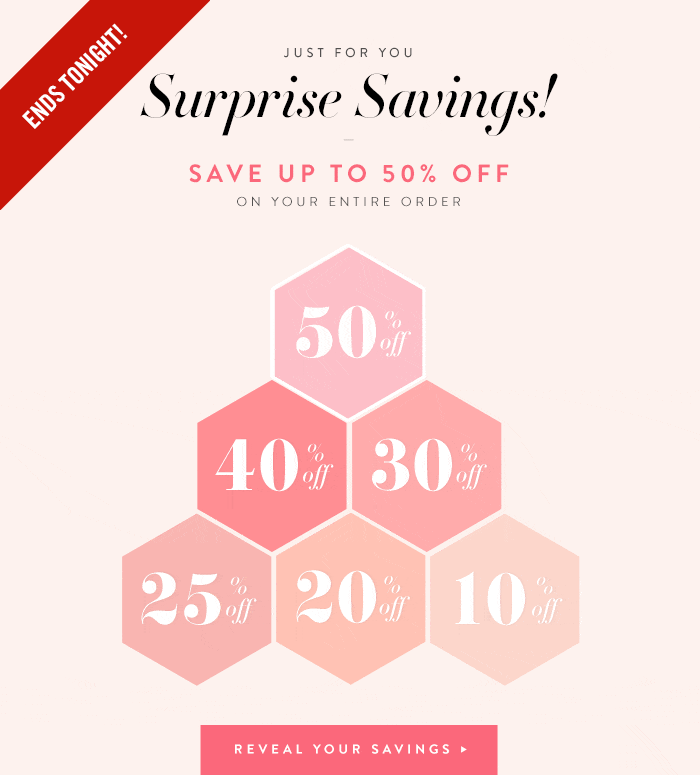 ENDS TONIGHT!
JUST FOR YOU
Surprise Savings!
SAVE UP TO 50% OFF
ON YOUR ENTIRE ORDER
50% off
40% off
30% off
25% off
20% off
10% off
REVEAL YOUR SAVINGS ▸